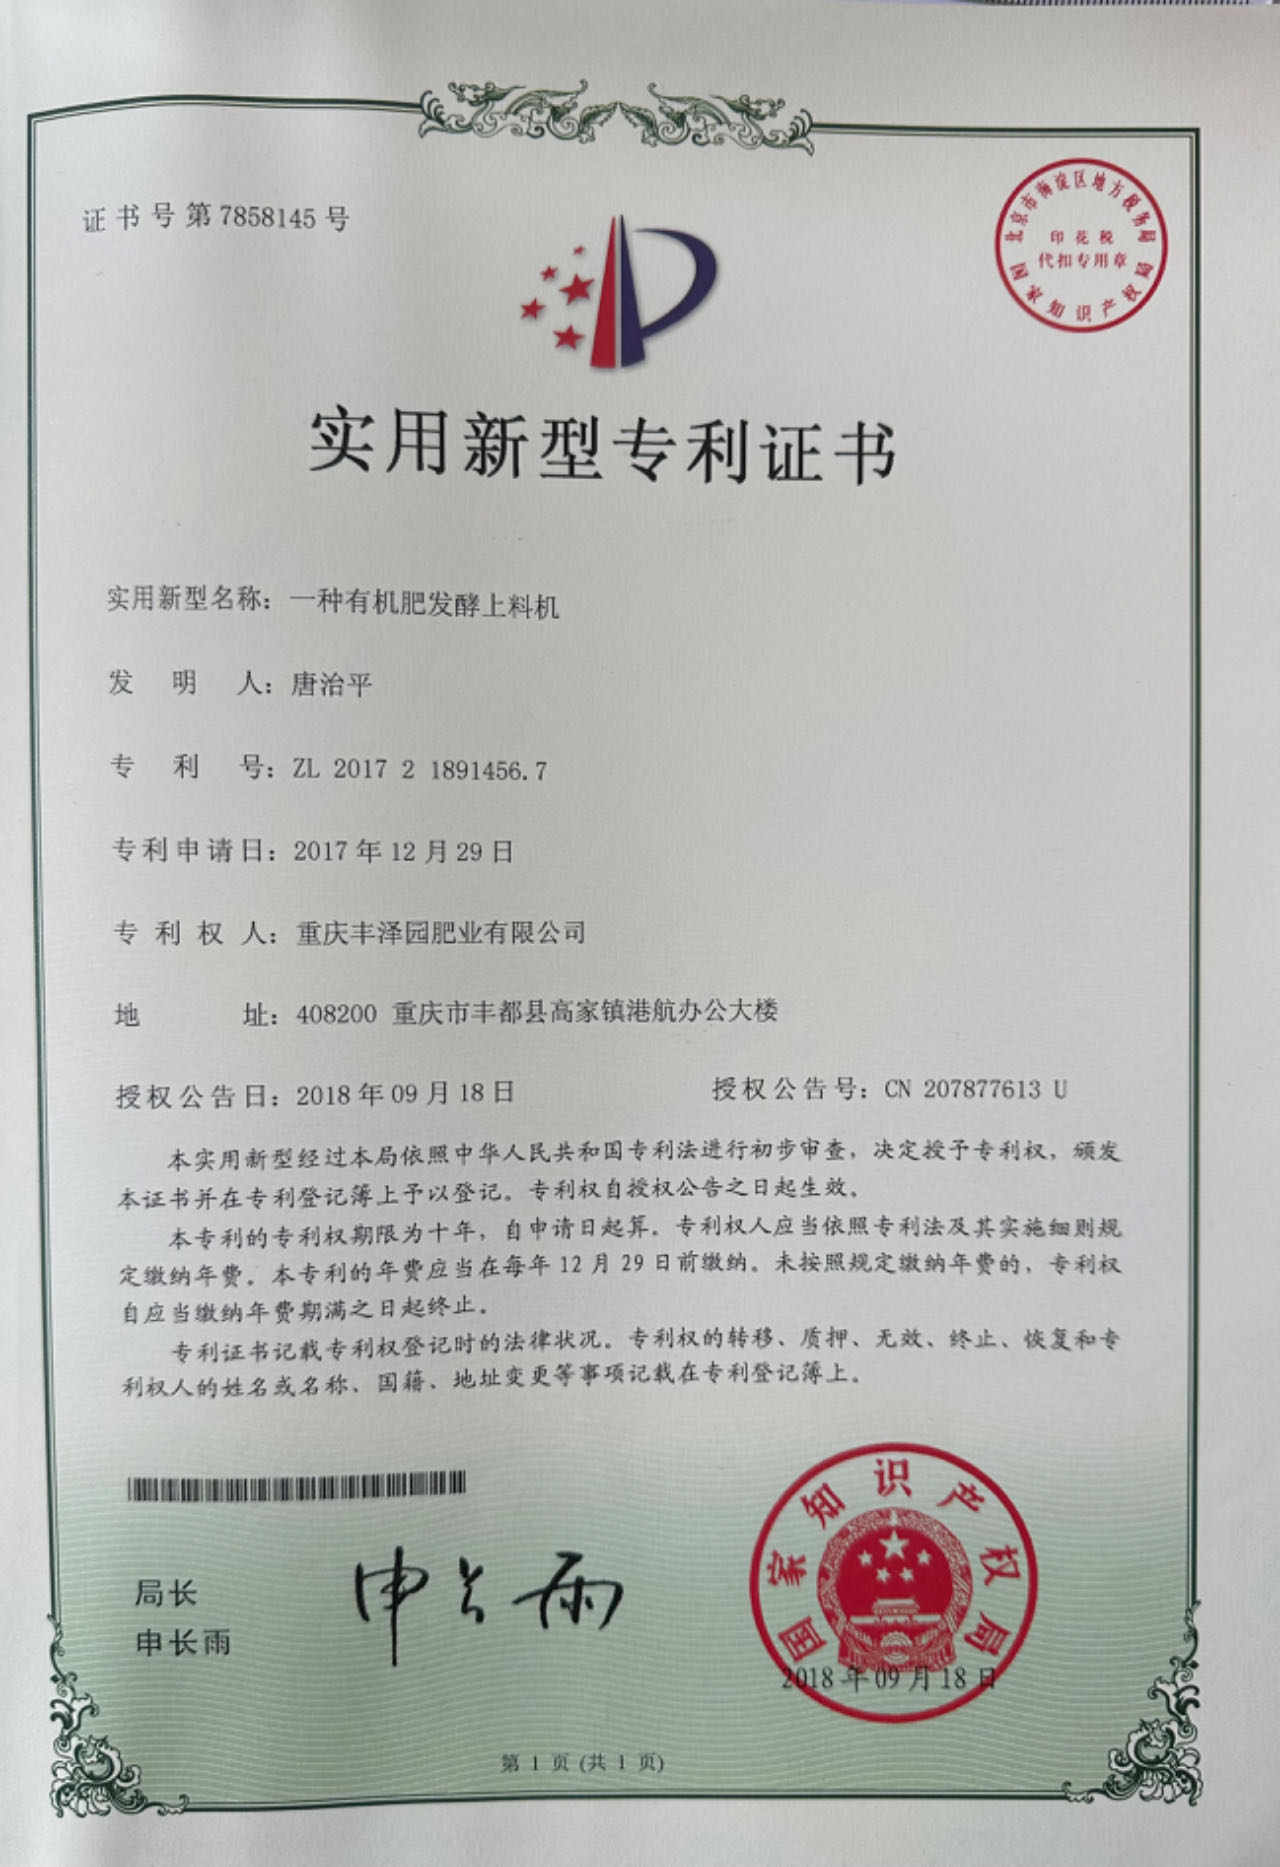 证书号第7858145号
北京市海淀区地方税务局
印花税
代扣专用章
国家知识产权局
实用新型专利证书
实用新型名称：一种有机肥发酵上料机
发明人：唐治平
专利号：ZL 2017 2 1891456.7
专利申请日：2017年12月29日
专利权人：重庆丰泽园肥业有限公司
地址：408200 重庆市丰都县高家镇港航办公大楼
授权公告日：2018年09月18日 授权公告号：CN 207877613 U
本实用新型经过本局依照中华人民共和国专利法进行初步审查，决定授予专利权，颁发
本证书并在专利登记簿上予以登记。专利权自授权公告之日起生效。
本专利的专利权期限为十年，自申请日起算。专利权人应当依照专利法及其实施细则规
定缴纳年费。本专利的年费应当在每年12月29日前缴纳。未按照规定缴纳年费的，专利权
自应当缴纳年费期满之日起终止。
专利证书记载专利权登记时的法律状况。专利权的转移、质押、无效、终止、恢复和专
利权人的姓名或名称、国籍、地址变更等事项记载在专利登记簿上。
局长
申长雨
申长雨
国家知识产权局
2018年09月18日
第 1 页 (共 1 页)